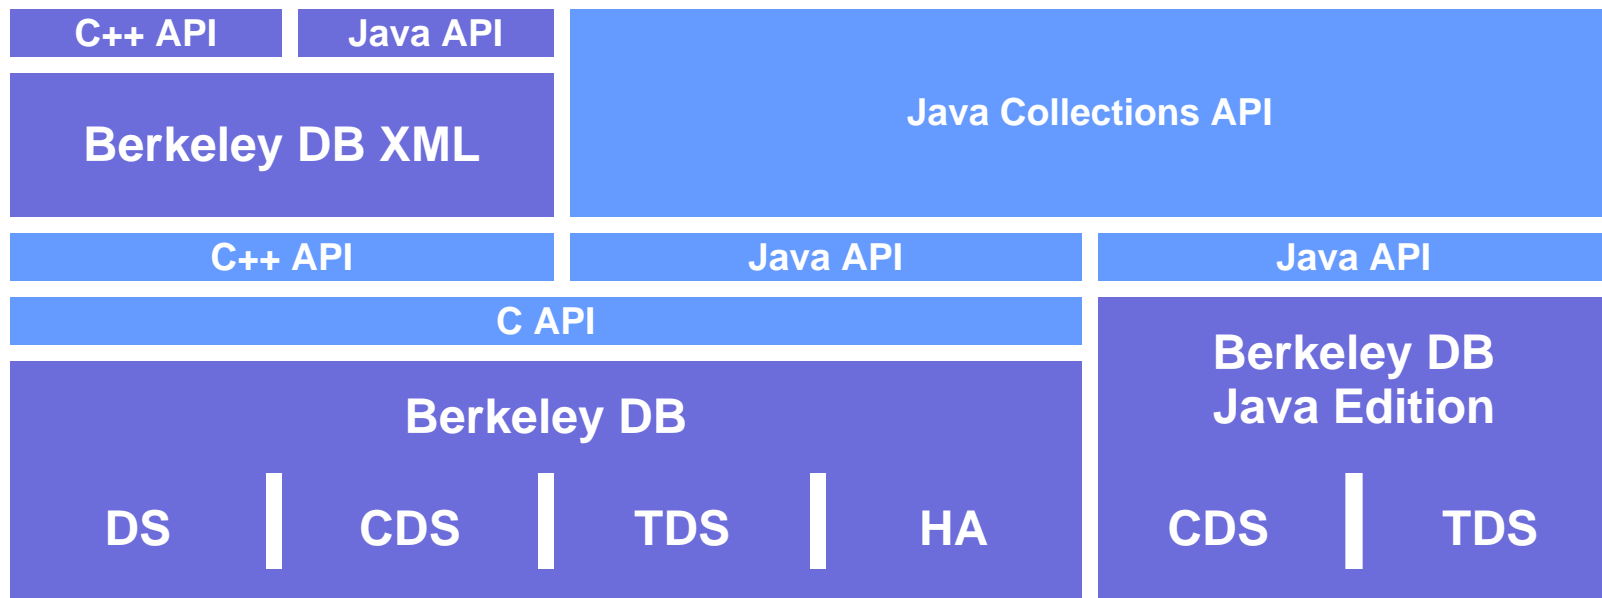 C++ API
Java API
Java Collections API
Berkeley DB XML
C++ API
Java API
Java API
C API
Berkeley DB
Java Edition
Berkeley DB
DS
CDS
TDS
HA
CDS
TDS